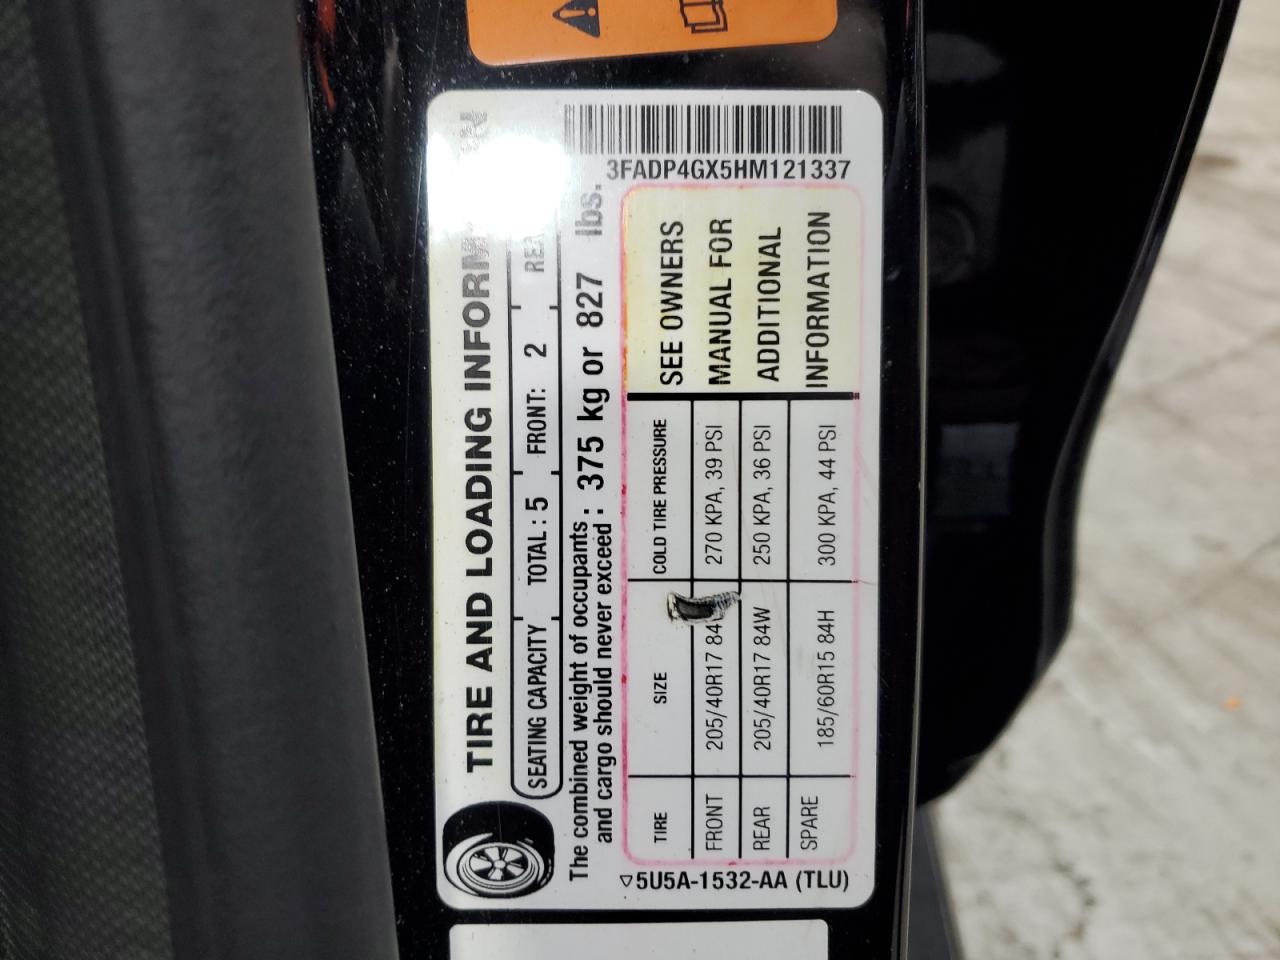 3FADP4GX5HM121337
TIRE AND LOADING
SEATING CAPACITY TOTAL: 5 FRONT: 2
The combined weight of occupants
and cargo should never exceed : 375 kg or 827 lbs.
TIRE SIZE COLD TIRE PRESSURE
FRONT 205/40R17 270 KPA, 39 PSI
REAR 205/40R17 84W 250 KPA, 36 PSI
SPARE 185/60R15 84H 300 KPA, 44 PSI
SEE OWNERS
MANUAL FOR
ADDITIONAL
INFORMATION
5U5A-1532-AA (TLU)